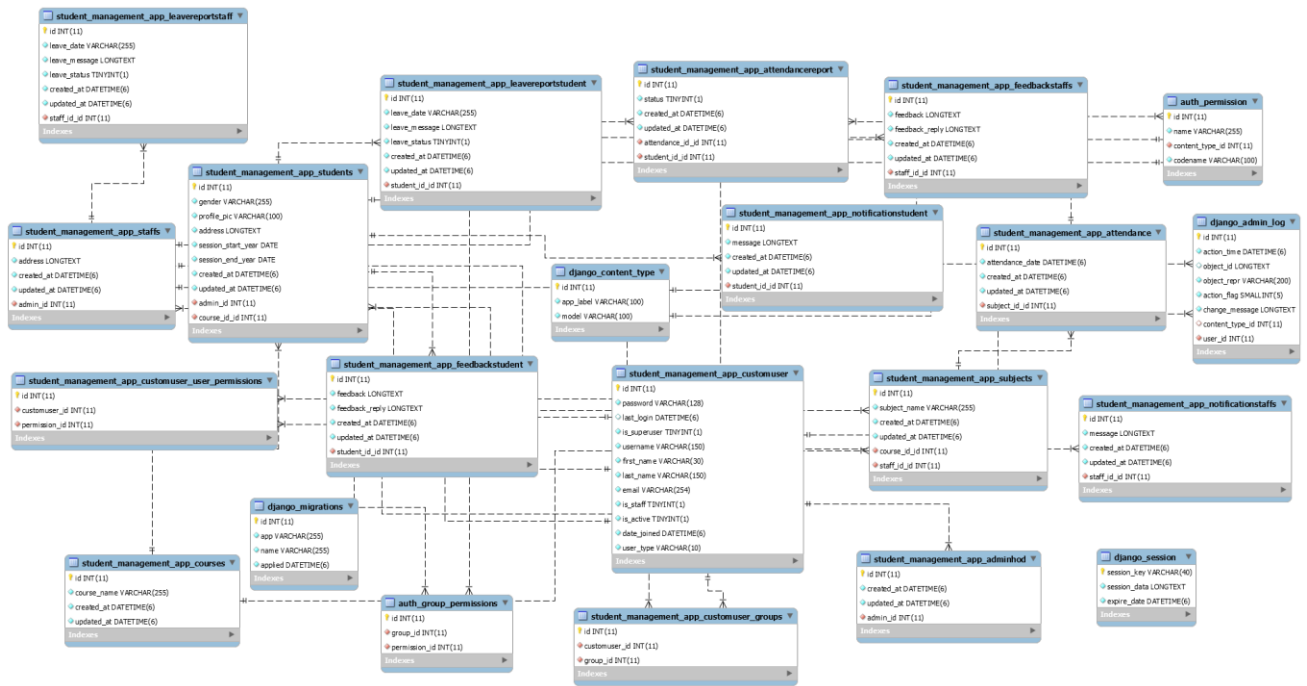 student_management_app_leavereportstaff
id INT(11)
leave_date VARCHAR(255)
leave_message LONGTEXT
leave_status TINYINT(1)
created_at DATETIME(6)
updated_at DATETIME(6)
staff_id_id INT(11)
Indexes
student_management_app_leavereportstudent
id INT(11)
leave_date VARCHAR(255)
leave_message LONGTEXT
leave_status TINYINT(1)
created_at DATETIME(6)
updated_at DATETIME(6)
student_id_id INT(11)
Indexes
student_management_app_attendancereport
id INT(11)
status TINYINT(1)
created_at DATETIME(6)
updated_at DATETIME(6)
attendance_id_id INT(11)
student_id_id INT(11)
Indexes
student_management_app_feedbackstaffs
id INT(11)
feedback LONGTEXT
feedback_reply LONGTEXT
created_at DATETIME(6)
updated_at DATETIME(6)
staff_id_id INT(11)
Indexes
auth_permission
id INT(11)
name VARCHAR(255)
content_type_id INT(11)
codename VARCHAR(100)
Indexes
student_management_app_students
id INT(11)
gender VARCHAR(255)
profile_pic VARCHAR(100)
address LONGTEXT
session_start_year DATE
session_end_year DATE
created_at DATETIME(6)
updated_at DATETIME(6)
admin_id INT(11)
course_id_id INT(11)
Indexes
student_management_app_staffs
id INT(11)
address LONGTEXT
created_at DATETIME(6)
updated_at DATETIME(6)
admin_id INT(11)
Indexes
django_content_type
id INT(11)
app_label VARCHAR(100)
model VARCHAR(100)
Indexes
student_management_app_notificationstudent
id INT(11)
message LONGTEXT
created_at DATETIME(6)
updated_at DATETIME(6)
student_id_id INT(11)
Indexes
student_management_app_attendance
id INT(11)
attendance_date DATETIME(6)
created_at DATETIME(6)
updated_at DATETIME(6)
subject_id_id INT(11)
Indexes
django_admin_log
id INT(11)
action_time DATETIME(6)
object_id LONGTEXT
object_repr VARCHAR(200)
action_flag SMALLINT(5)
change_message LONGTEXT
content_type_id INT(11)
user_id INT(11)
Indexes
student_management_app_customuser_user_permissions
id INT(11)
customuser_id INT(11)
permission_id INT(11)
Indexes
student_management_app_feedbackstudent
id INT(11)
feedback LONGTEXT
feedback_reply LONGTEXT
created_at DATETIME(6)
updated_at DATETIME(6)
student_id_id INT(11)
Indexes
student_management_app_customuser
id INT(11)
password VARCHAR(128)
last_login DATETIME(6)
is_superuser TINYINT(1)
username VARCHAR(150)
first_name VARCHAR(30)
last_name VARCHAR(150)
email VARCHAR(254)
is_staff TINYINT(1)
is_active TINYINT(1)
date_joined DATETIME(6)
user_type VARCHAR(10)
Indexes
student_management_app_subjects
id INT(11)
subject_name VARCHAR(255)
created_at DATETIME(6)
updated_at DATETIME(6)
course_id_id INT(11)
staff_id_id INT(11)
Indexes
student_management_app_notificationstaffs
id INT(11)
message LONGTEXT
created_at DATETIME(6)
updated_at DATETIME(6)
staff_id_id INT(11)
Indexes
django_migrations
id INT(11)
app VARCHAR(255)
name VARCHAR(255)
applied DATETIME(6)
Indexes
student_management_app_courses
id INT(11)
course_name VARCHAR(255)
created_at DATETIME(6)
updated_at DATETIME(6)
Indexes
auth_group_permissions
id INT(11)
group_id INT(11)
permission_id INT(11)
Indexes
student_management_app_customuser_groups
id INT(11)
customuser_id INT(11)
group_id INT(11)
Indexes
student_management_app_adminhod
id INT(11)
created_at DATETIME(6)
updated_at DATETIME(6)
admin_id INT(11)
Indexes
django_session
session_key VARCHAR(40)
session_data LONGTEXT
expire_date DATETIME(6)
Indexes